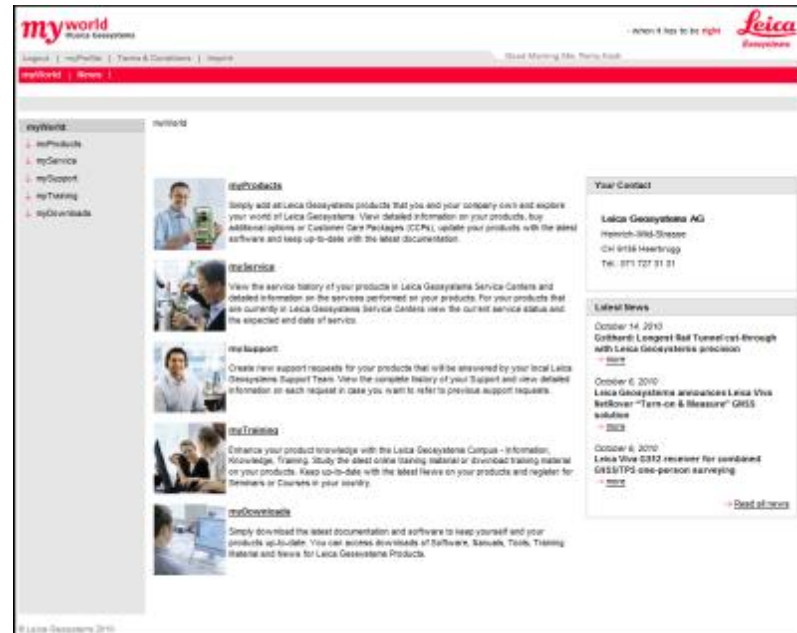 myworld
@Leica Geosystems
- when it has to be right
Leica
Geosystems
Logout | myProfile | Terms & Conditions | Imprint
Good Morning Mr.
myWorld | News |
myWorld
myProducts
myService
mySupport
myTraining
myDownloads
myWorld
myProducts
Simply add all Leica Geosystems products that you and your company own and explore
your world of Leica Geosystems. View detailed information on your products, buy
additional options or Customer Care Packages (CCPs), update your products with the latest
software and keep up-to-date with the latest documentation.
myService
View the service history of your products in Leica Geosystems Service Centers and
detailed information on the services performed on your products. For your products that
are currently in Leica Geosystems Service Centers view the current service status and
the expected end date of service.
mySupport
Create new support requests for your products that will be answered by your local Leica
Geosystems Support Team. View the complete history of your Support and view detailed
information on each request in case you want to refer to previous support requests.
myTraining
Enhance your product knowledge with the Leica Geosystems Campus - Information,
Knowledge, Training. Study the latest online training material or download training material
on your products. Keep up-to-date with the latest News on your products and register for
Seminars or Courses in your country.
myDownloads
Simply download the latest documentation and software to keep yourself and your
products up-to-date. You can access downloads of Software, Manuals, Tools, Training
Material and News for Leica Geosystems Products.
Your Contact
Leica Geosystems AG
Heinrich-Wild-Strasse
CH 9435 Heerbrugg
Tel.: 071 727 31 31
Latest News
October 14, 2010
Gotthard: Longest Rail Tunnel cut-through
with Leica Geosystems precision
→ more
October 6, 2010
Leica Geosystems announces Leica Viva
NetRover "Turn-on & Measure" GNSS
solution
→ more
October 6, 2010
Leica Viva GS12 receiver for combined
GNSS/TPS one-person surveying
→ more
→ Read all news
© Leica Geosystems 2010